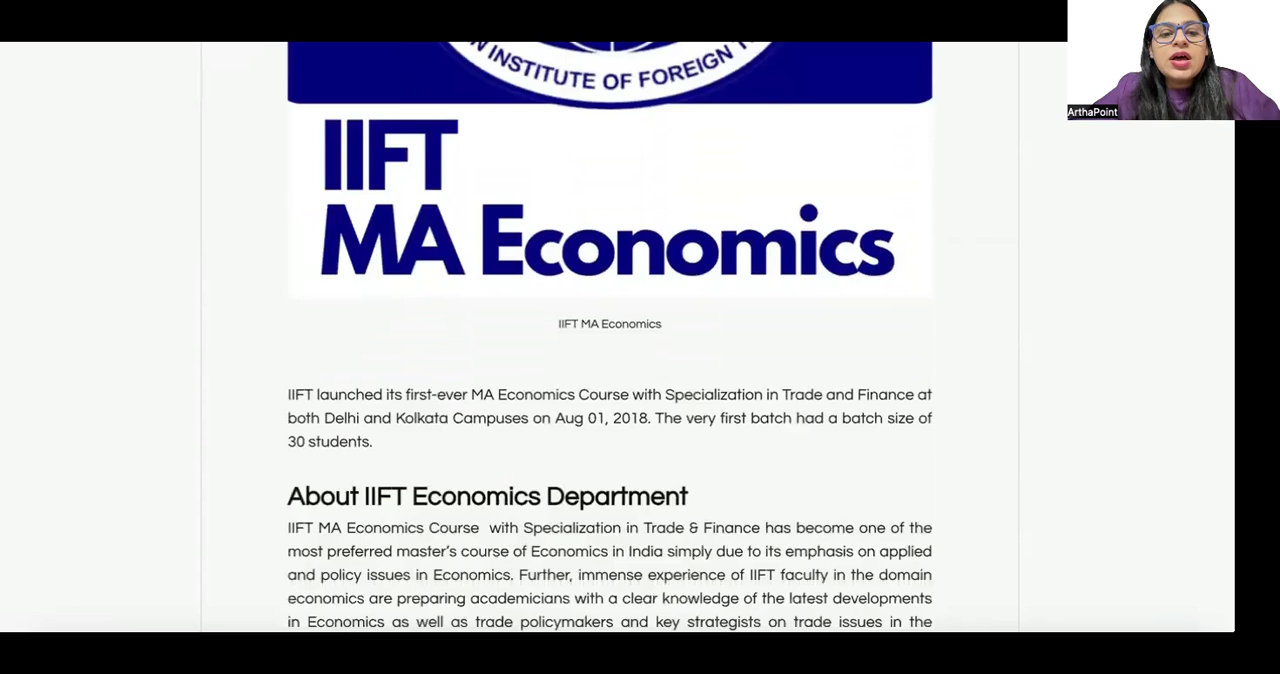 N INSTITUTE OF FOREIGN T
ArthaPoint
IIFT
MA Economics
IIFT MA Economics
IIFT launched its first-ever MA Economics Course with Specialization in Trade and Finance at
both Delhi and Kolkata Campuses on Aug 01, 2018. The very first batch had a batch size of
30 students.
About IIFT Economics Department
IIFT MA Economics Course with Specialization in Trade & Finance has become one of the
most preferred master's course of Economics in India simply due to its emphasis on applied
and policy issues in Economics. Further, immense experience of IIFT faculty in the domain
economics are preparing academicians with a clear knowledge of the latest developments
in Economics as well as trade policymakers and key strategists on trade issues in the